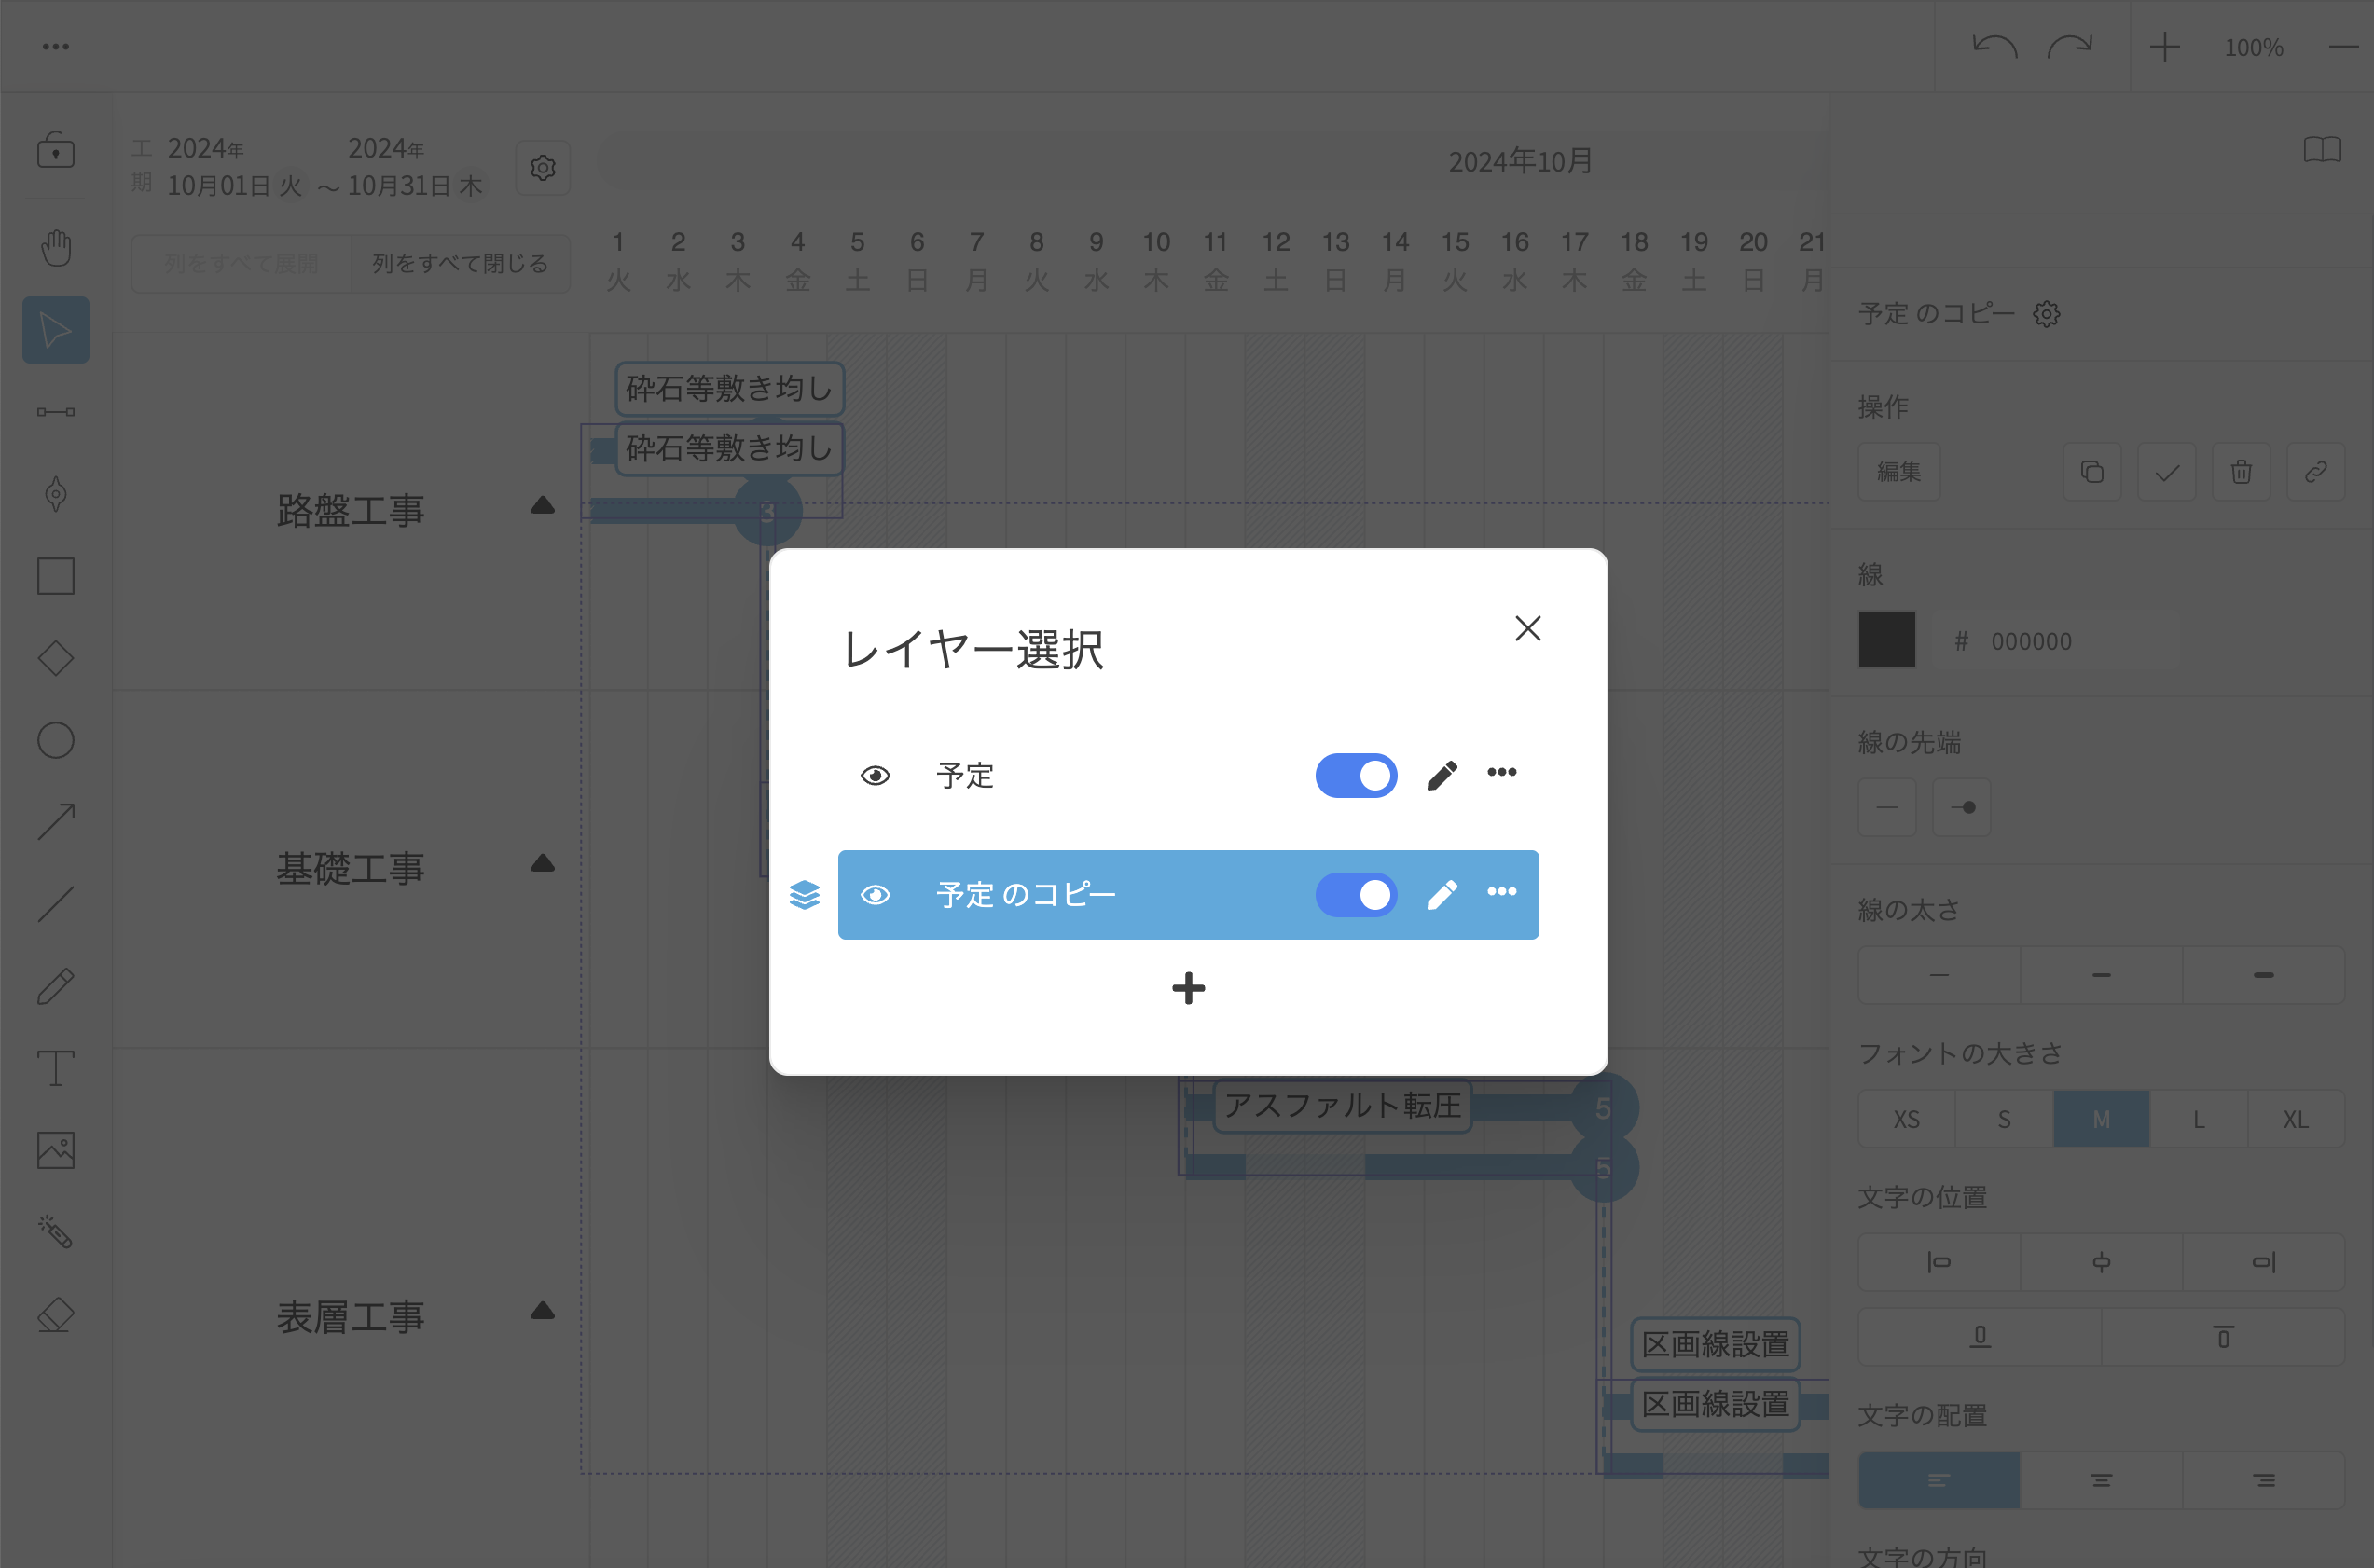 100%
工期
2024年 2024年
10月01日 火 ～ 10月31日 木
列をすべて展開 列をすべて閉じる
2024年10月
1 2 3 4 5 6 7 8 9 10 11 12 13 14 15 16 17 18 19 20 21
火 水 木 金 土 日 月 火 水 木 金 土 日 月 火 水 木 金 土 日 月
路盤工事
基礎工事
表層工事
砕石等敷き均し
砕石等敷き均し
3
レイヤー選択
予定
予定 のコピー
アスファルト転圧
5
5
区画線設置
区画線設置
予定 のコピー
操作
編集
線
# 000000
線の先端
線の太さ
フォントの大きさ
XS S M L XL
文字の位置
文字の配置
文字の方向